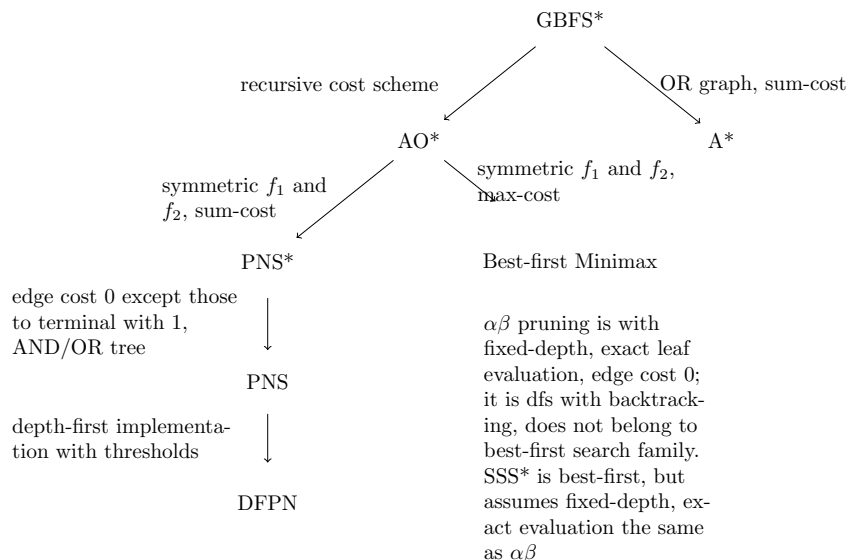 GBFS*
recursive cost scheme
OR graph, sum-cost
AO*
A*
symmetric f₁ and
f₂, sum-cost
symmetric f₁ and f₂,
max-cost
PNS*
Best-first Minimax
edge cost 0 except those
to terminal with 1,
AND/OR tree
PNS
depth-first implementa-
tion with thresholds
DFPN
αβ pruning is with
fixed-depth, exact leaf
evaluation, edge cost 0;
it is dfs with backtrack-
ing, does not belong to
best-first search family.
SSS* is best-first, but
assumes fixed-depth, ex-
act evaluation the same
as αβ